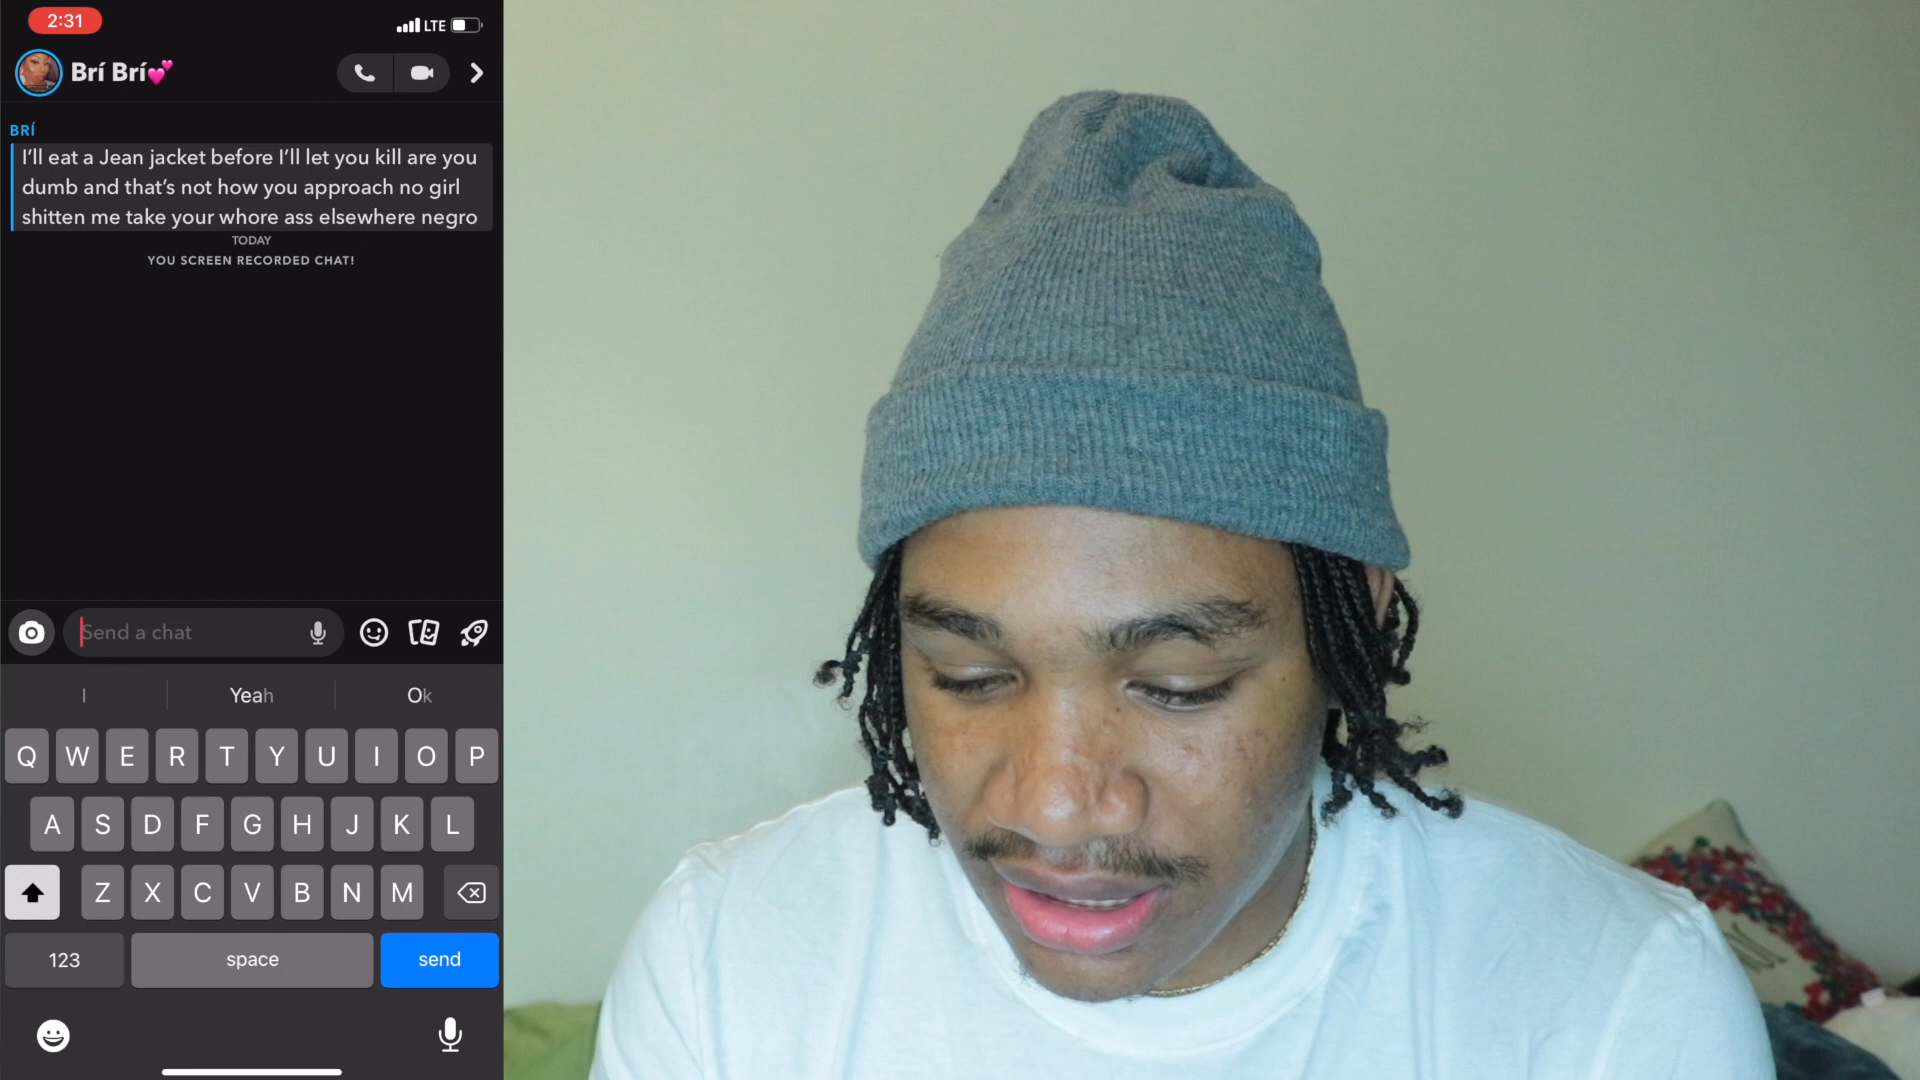 2:31
LTE
Brí Brí💕
BRÍ
I'll eat a Jean jacket before I'll let you kill are you
dumb and that's not how you approach no girl
shitten me take your whore ass elsewhere negro
TODAY
YOU SCREEN RECORDED CHAT!
Send a chat
I
Yeah
Ok
Q W E R T Y U I O P
A S D F G H J K L
Z X C V B N M
123
space
send